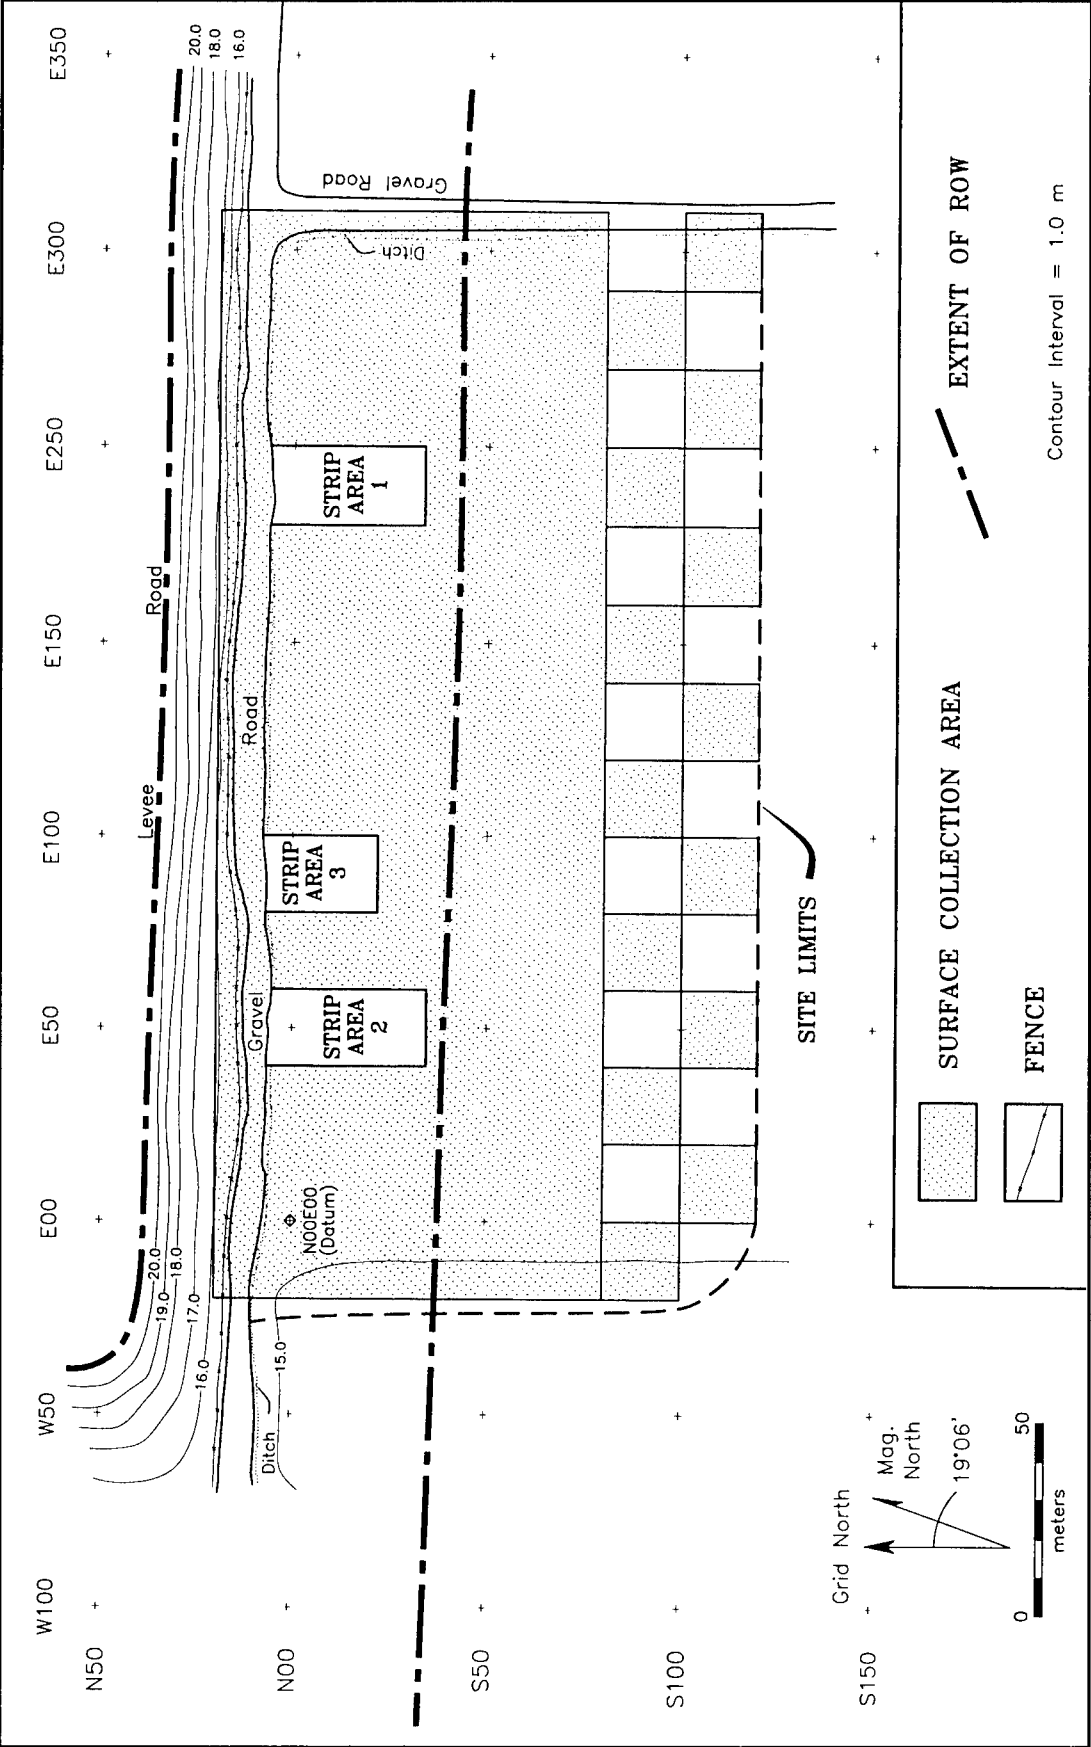 W100
W50
E00
E50
E100
E150
E250
E300
E350
N50
N00
S50
S100
S150
Levee
Road
20.0
18.0
16.0
20.0
19.0
18.0
17.0
16.0
15.0
Gravel
Road
Ditch
Ditch
Gravel Road
N00E00
(Datum)
STRIP
AREA
2
STRIP
AREA
3
STRIP
AREA
1
SITE LIMITS
Grid North
Mag.
North
19°06'
0
50
meters
SURFACE COLLECTION AREA
FENCE
EXTENT OF ROW
Contour Interval = 1.0 m